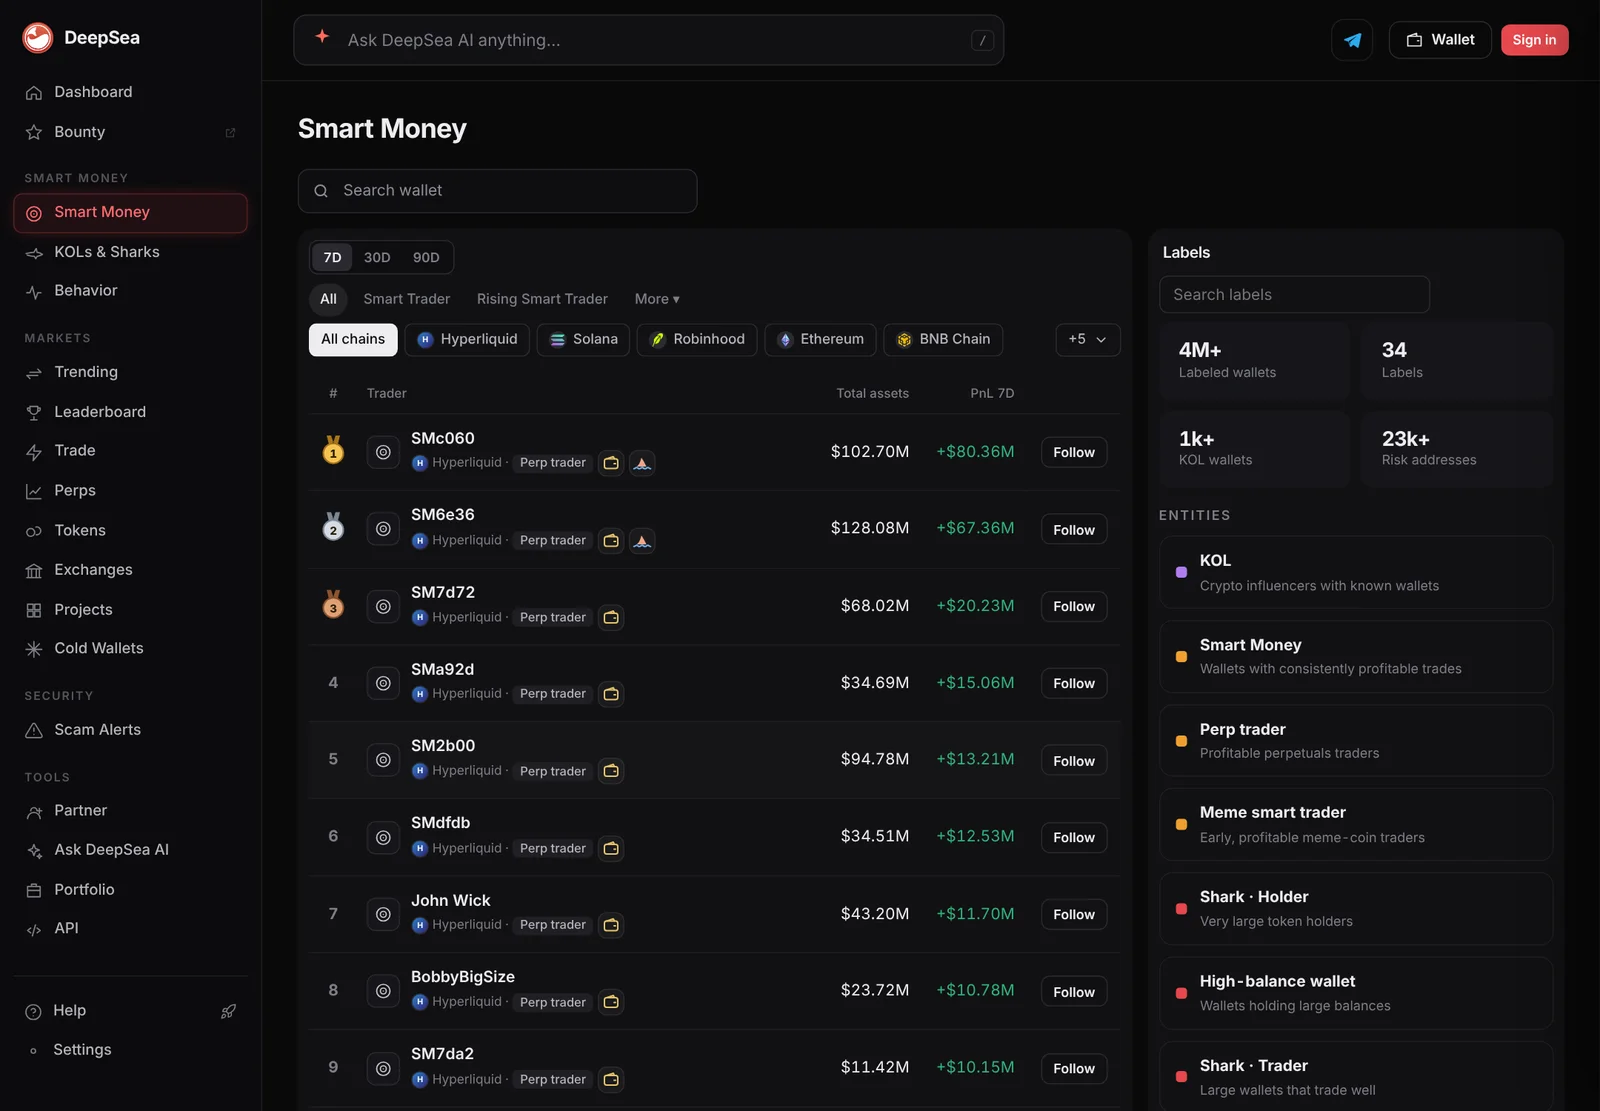 DeepSea
Ask DeepSea AI anything...
/
Wallet
Sign in
Dashboard
Bounty
SMART MONEY
Smart Money
KOLs & Sharks
Behavior
MARKETS
Trending
Leaderboard
Trade
Perps
Tokens
Exchanges
Projects
Cold Wallets
SECURITY
Scam Alerts
TOOLS
Partner
Ask DeepSea AI
Portfolio
API
Help
Settings
Smart Money
Search wallet
7D 30D 90D
All Smart Trader Rising Smart Trader More ▾
All chains Hyperliquid Solana Robinhood Ethereum BNB Chain +5
# Trader Total assets PnL 7D
1 SMc060 $102.70M +$80.36M Follow
H Hyperliquid · Perp trader
2 SM6e36 $128.08M +$67.36M Follow
H Hyperliquid · Perp trader
3 SM7d72 $68.02M +$20.23M Follow
H Hyperliquid · Perp trader
4 SMa92d $34.69M +$15.06M Follow
H Hyperliquid · Perp trader
5 SM2b00 $94.78M +$13.21M Follow
H Hyperliquid · Perp trader
6 SMdfdb $34.51M +$12.53M Follow
H Hyperliquid · Perp trader
7 John Wick $43.20M +$11.70M Follow
H Hyperliquid · Perp trader
8 BobbyBigSize $23.72M +$10.78M Follow
H Hyperliquid · Perp trader
9 SM7da2 $11.42M +$10.15M Follow
H Hyperliquid · Perp trader
Labels
Search labels
4M+
Labeled wallets
34
Labels
1k+
KOL wallets
23k+
Risk addresses
ENTITIES
KOL
Crypto influencers with known wallets
Smart Money
Wallets with consistently profitable trades
Perp trader
Profitable perpetuals traders
Meme smart trader
Early, profitable meme-coin traders
Shark · Holder
Very large token holders
High-balance wallet
Wallets holding large balances
Shark · Trader
Large wallets that trade well